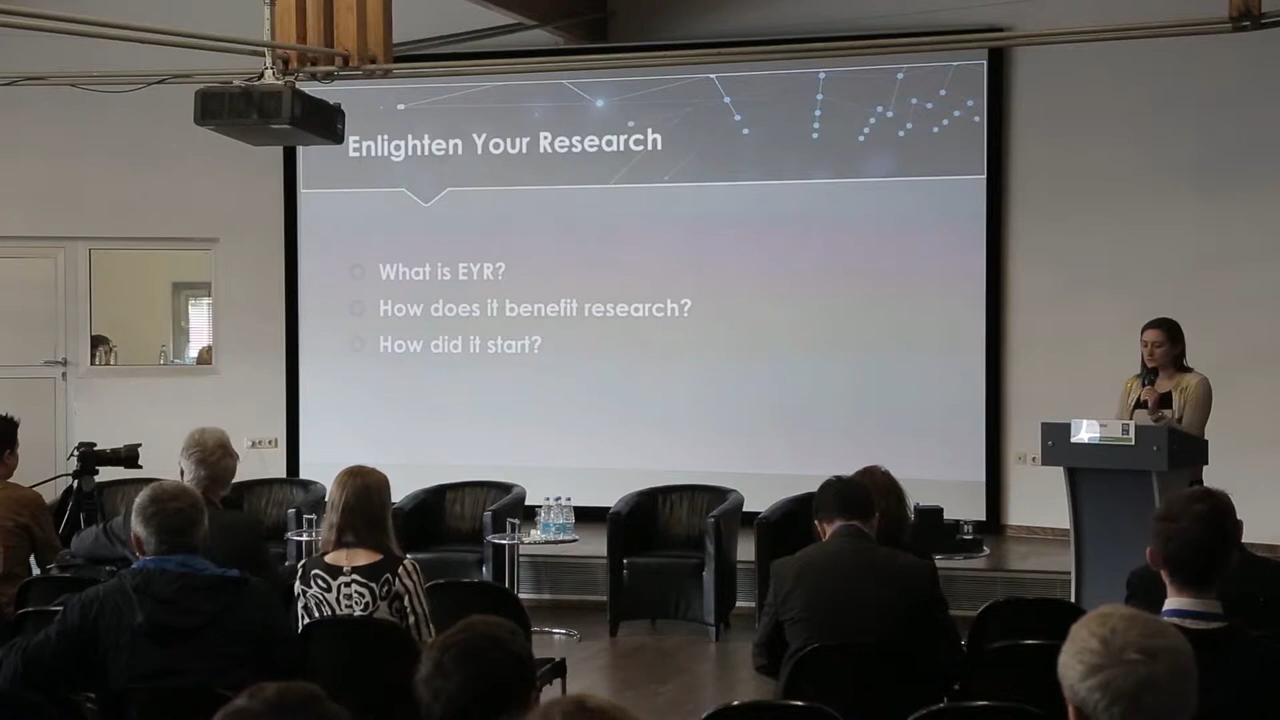 Enlighten Your Research
What is EYR?
How does it benefit research?
How did it start?